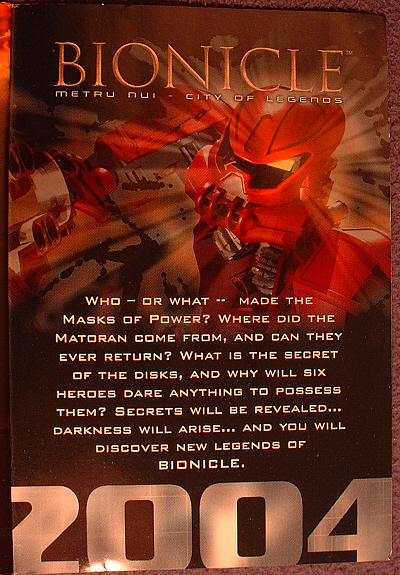 BIONICLE™
METRU NUI - CITY OF LEGENDS
WHO – OR WHAT -- MADE THE
MASKS OF POWER? WHERE DID THE
MATORAN COME FROM, AND CAN THEY
EVER RETURN? WHAT IS THE SECRET
OF THE DISKS, AND WHY WILL SIX
HEROES DARE ANYTHING TO POSSESS
THEM? SECRETS WILL BE REVEALED...
DARKNESS WILL ARISE... AND YOU WILL
DISCOVER NEW LEGENDS OF
BIONICLE.
2004